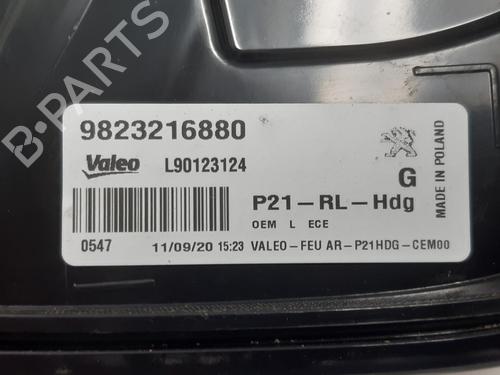 B-PARTS
9823216880
Valeo
L90123124
G
P21-RL-Hdg
OEM L ECE
0547
11/09/20 15:23
VALEO-FEU AR-P21HDG-CEM00
MADE IN POLAND